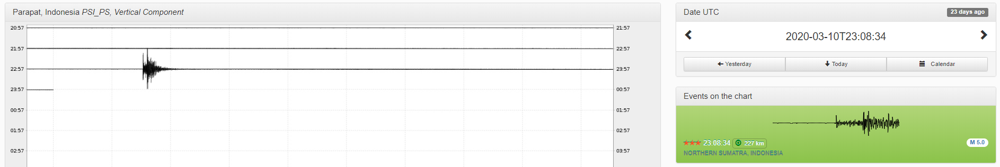 Parapat, Indonesia PSI_PS, Vertical Component
20:57 21:57
21:57 22:57
22:57 23:57
23:57 00:57
00:57 01:57
01:57 02:57
02:57 03:57
Date UTC 23 days ago
2020-03-10T23:08:34
Yesterday Today Calendar
Events on the chart
23:08:34 227 km M 5.0
NORTHERN SUMATRA, INDONESIA